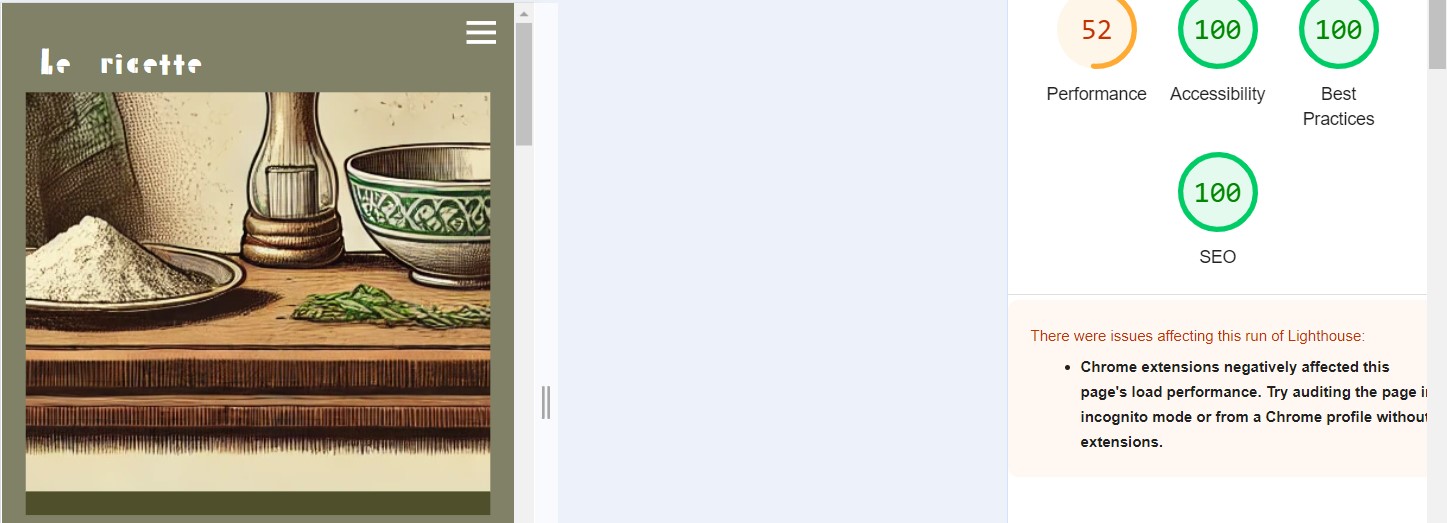 Le ricette
52
100
100
Performance
Accessibility
Best
Practices
100
SEO
There were issues affecting this run of Lighthouse:
Chrome extensions negatively affected this
page's load performance. Try auditing the page in
incognito mode or from a Chrome profile without
extensions.